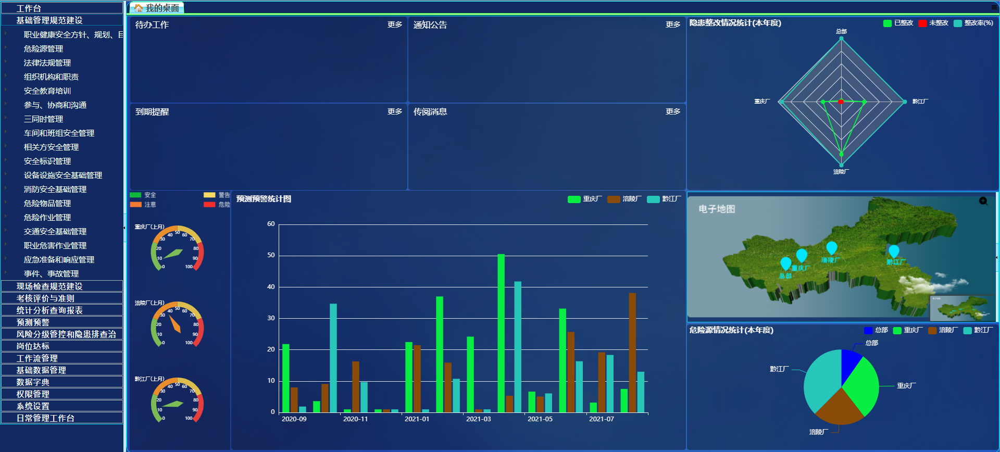 工作台
基础管理规范建设
职业健康安全方针、规划、目
危险源管理
法律法规管理
组织机构和职责
安全教育培训
参与、协商和沟通
三同时管理
车间和班组安全管理
相关方安全管理
安全标识管理
设备设施安全基础管理
消防安全基础管理
危险物品管理
危险作业管理
交通安全基础管理
职业危害作业管理
应急准备和响应管理
事件、事故管理
现场检查规范建设
考核评价与准则
统计分析查询报表
预测预警
风险分级管控和隐患排查治
岗位达标
工作流管理
基础数据管理
数据字典
权限管理
系统设置
日常管理工作台
我的桌面
待办工作 更多
通知公告 更多
到期提醒 更多
传阅消息 更多
隐患整改情况统计(本年度)
已整改 未整改 整改率(%)
总部
重庆厂 黔江厂
涪陵厂
安全 警告
注意 危险
重庆厂(上月)
0 10 20 30 40 50 60 70 80 90 100
涪陵厂(上月)
0 10 20 30 40 50 60 70 80 90 100
黔江厂(上月)
0 10 20 30 40 50 60 70 80 90 100
预测预警统计图
重庆厂 涪陵厂 黔江厂
60
50
40
30
20
10
0
2020-09 2020-11 2021-01 2021-03 2021-05 2021-07
电子地图
总部 重庆厂 涪陵厂 黔江厂
危险源情况统计(本年度)
总部 重庆厂 涪陵厂 黔江厂
总部
黔江厂
重庆厂
涪陵厂